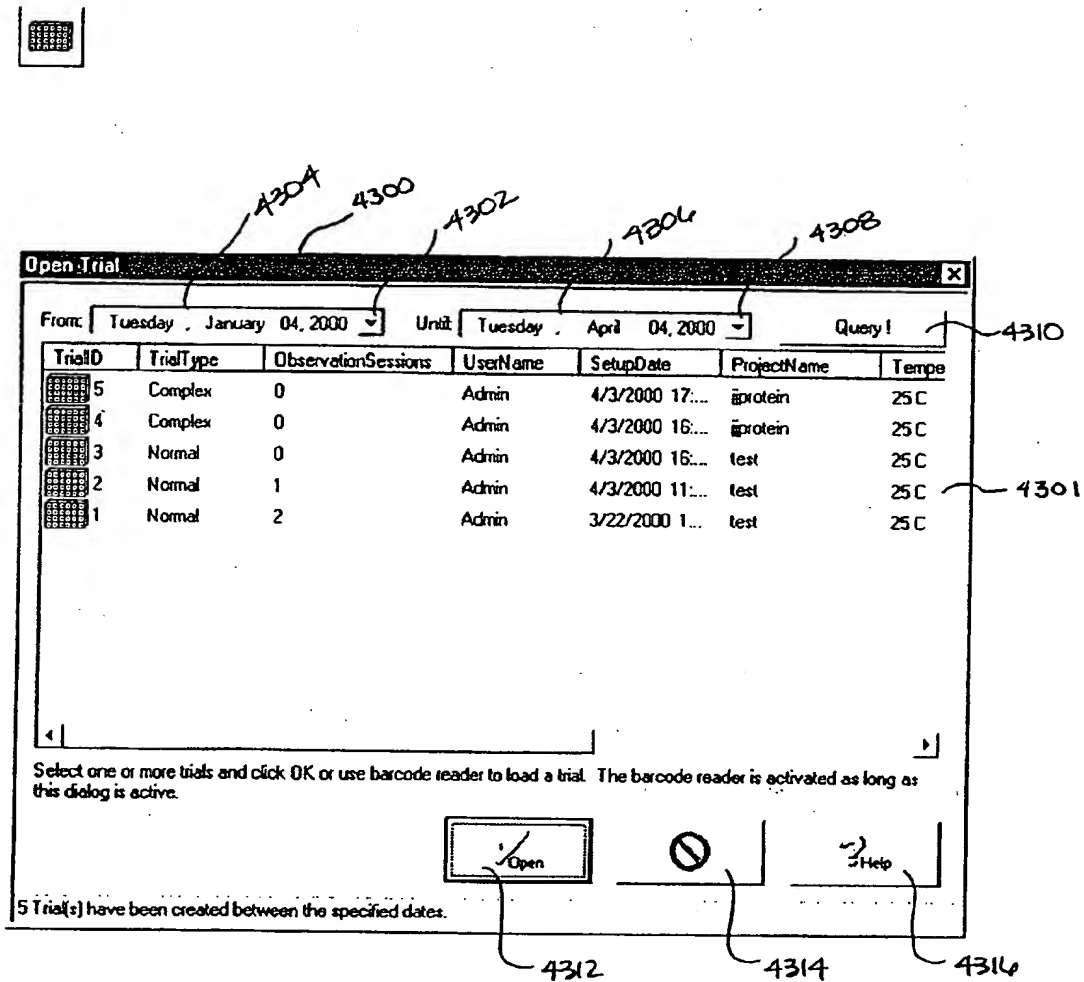 4304 4300 4302 4306 4308
Open Trial
From: Tuesday , January 04, 2000 Until: Tuesday , April 04, 2000 Query ! 4310
TrialID TrialType ObservationSessions UserName SetupDate ProjectName Tempe
5 Complex 0 Admin 4/3/2000 17:... protein 25 C
4 Complex 0 Admin 4/3/2000 16:... protein 25 C
3 Normal 0 Admin 4/3/2000 16:... test 25 C
2 Normal 1 Admin 4/3/2000 11:... test 25 C 4301
1 Normal 2 Admin 3/22/2000 1... test 25 C
Select one or more trials and click OK or use barcode reader to load a trial. The barcode reader is activated as long as
this dialog is active.
Open Help
5 Trial(s) have been created between the specified dates.
4312 4314 4316